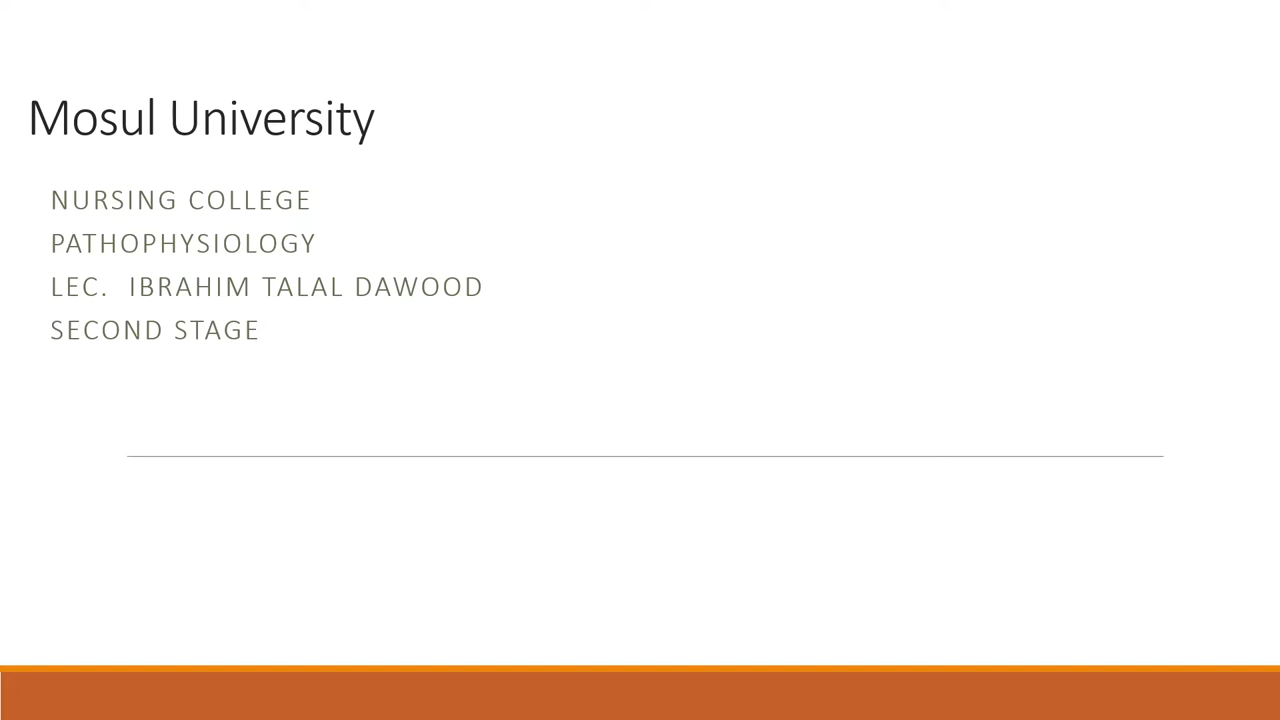 Mosul University
NURSING COLLEGE
PATHOPHYSIOLOGY
LEC.  IBRAHIM TALAL DAWOOD
SECOND STAGE